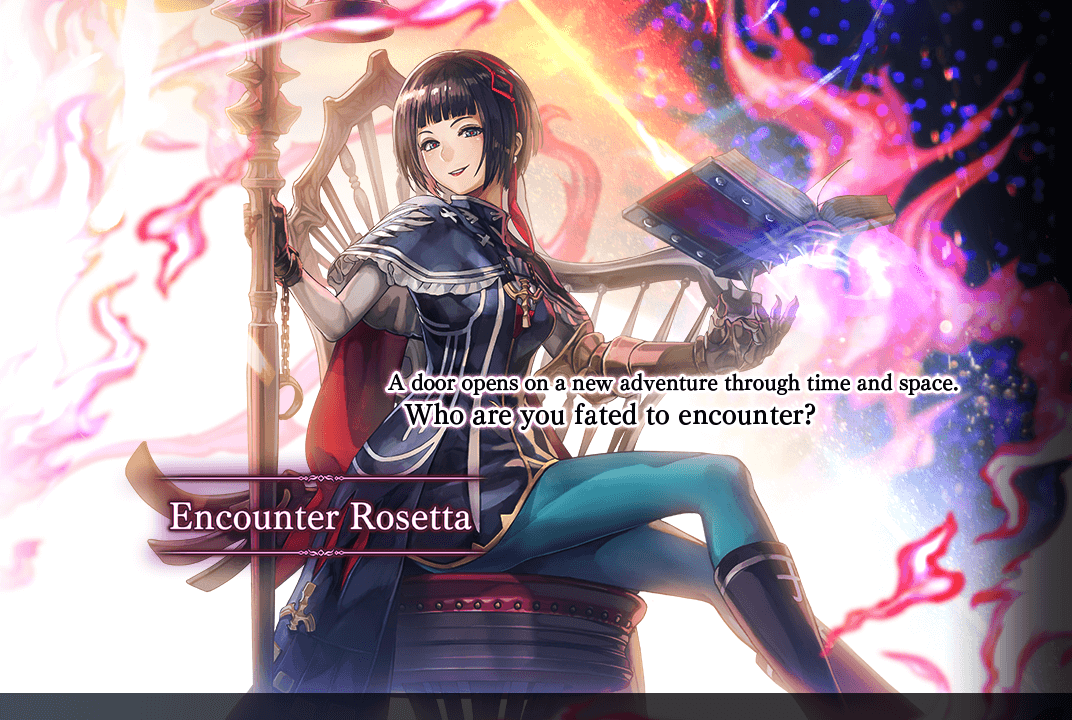 A door opens on a new adventure through time and space.
Who are you fated to encounter?
Encounter Rosetta